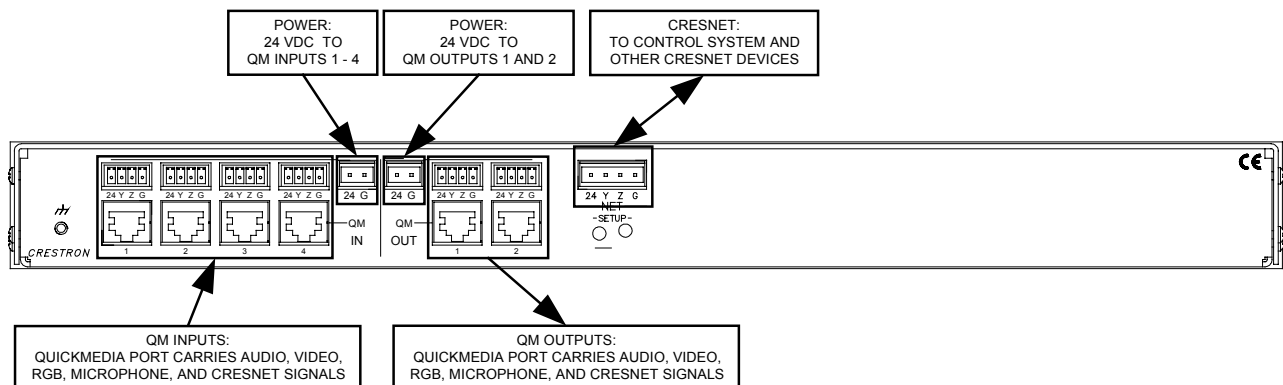 POWER:
24 VDC TO
QM INPUTS 1 - 4
POWER:
24 VDC TO
QM OUTPUTS 1 AND 2
CRESNET:
TO CONTROL SYSTEM AND
OTHER CRESNET DEVICES
CE
24 Y Z G
24 Y Z G
24 Y Z G
24 Y Z G
24 G
24 G
24 Y Z G
24 Y Z G
24 Y Z G
NET
-SETUP-
QM
IN
QM
OUT
CRESTRON
1
2
3
4
1
2
QM INPUTS:
QUICKMEDIA PORT CARRIES AUDIO, VIDEO,
RGB, MICROPHONE, AND CRESNET SIGNALS
QM OUTPUTS:
QUICKMEDIA PORT CARRIES AUDIO, VIDEO,
RGB, MICROPHONE, AND CRESNET SIGNALS